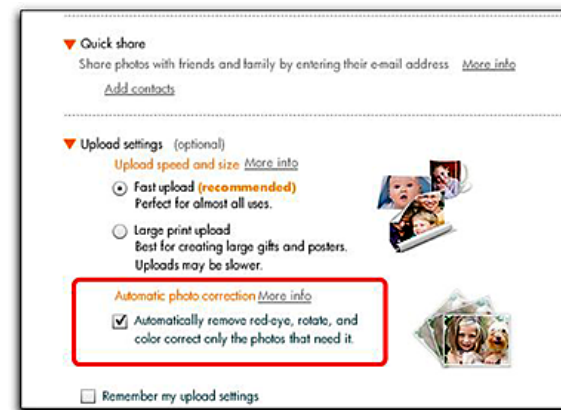 Quick share
Share photos with friends and family by entering their e-mail address More info
Add contacts
Upload settings (optional)
Upload speed and size More info
Fast upload (recommended)
Perfect for almost all uses.
Large print upload
Best for creating large gifts and posters.
Uploads may be slower.
Automatic photo correction More info
Automatically remove red-eye, rotate, and
color correct only the photos that need it.
Remember my upload settings